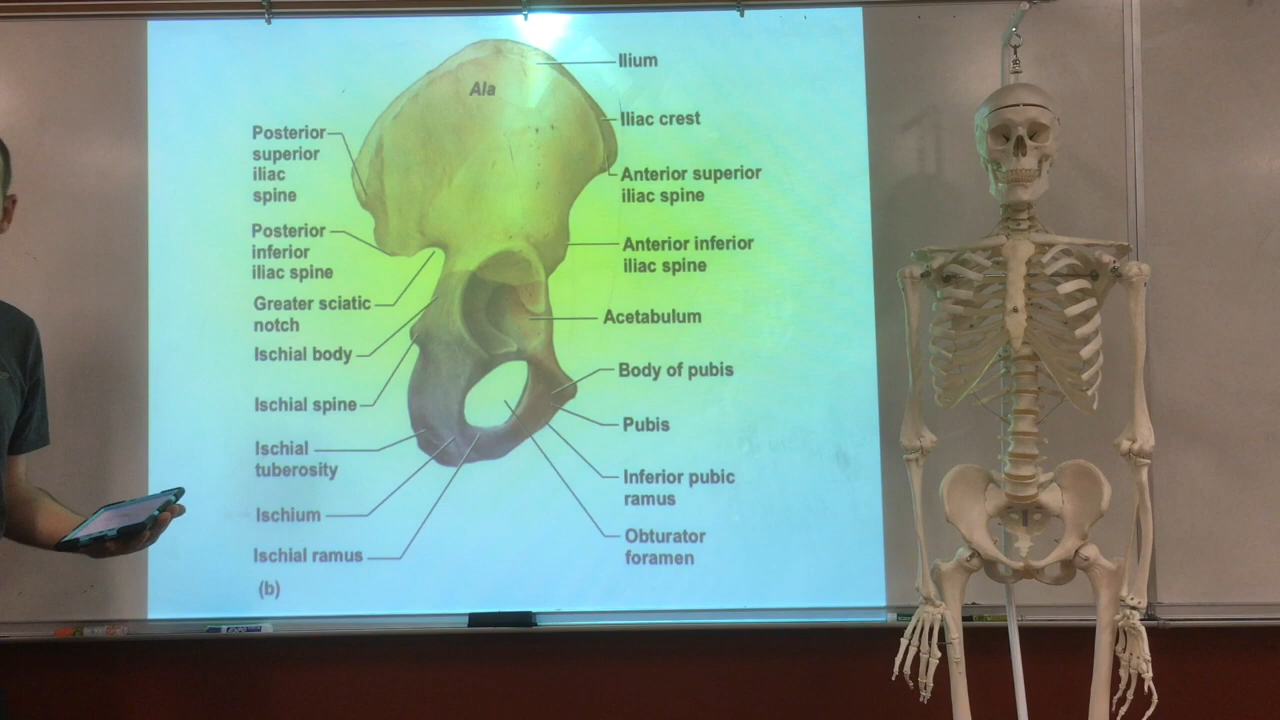 Ilium
Ala
Iliac crest
Posterior
superior
iliac
spine
Anterior superior
iliac spine
Posterior
inferior
iliac spine
Anterior inferior
iliac spine
Greater sciatic
notch
Acetabulum
Ischial body
Body of pubis
Ischial spine
Pubis
Ischial
tuberosity
Inferior pubic
ramus
Ischium
Obturator
foramen
Ischial ramus
(b)